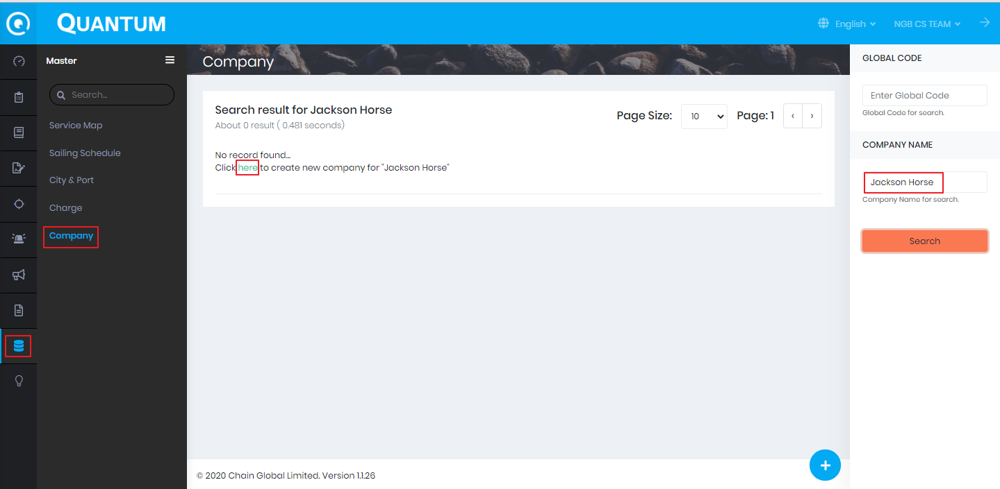 QUANTUM
English
NGB CS TEAM
Master
Search...
Service Map
Sailing Schedule
City & Port
Charge
Company
Company
Search result for Jackson Horse
About 0 result ( 0.481 seconds)
Page Size:
10
Page: 1
‹ ›
No record found...
Click here to create new company for "Jackson Horse"
© 2020 Chain Global Limited. Version 1.1.26
+
GLOBAL CODE
Enter Global Code
Global Code for search.
COMPANY NAME
Jackson Horse
Company Name for search.
Search